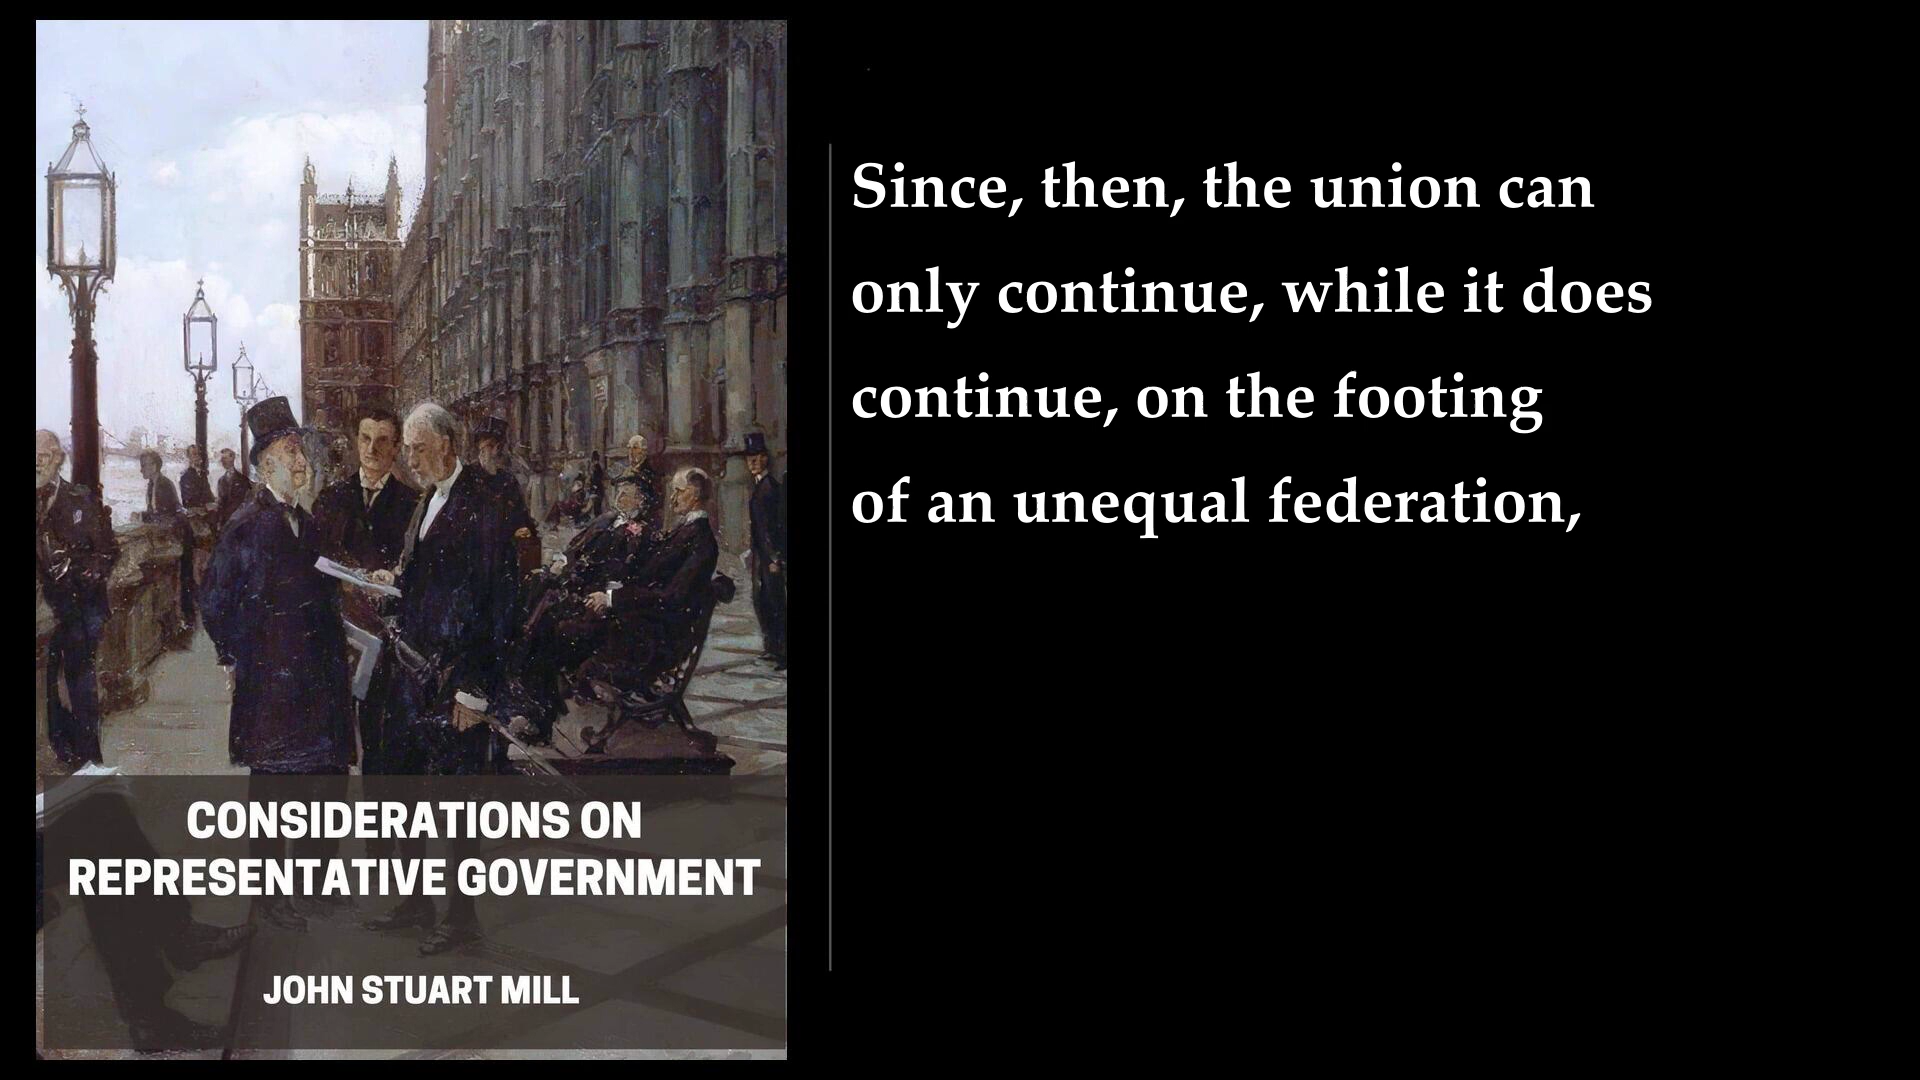 Since, then, the union can
only continue, while it does
continue, on the footing
of an unequal federation,
CONSIDERATIONS ON
REPRESENTATIVE GOVERNMENT
JOHN STUART MILL